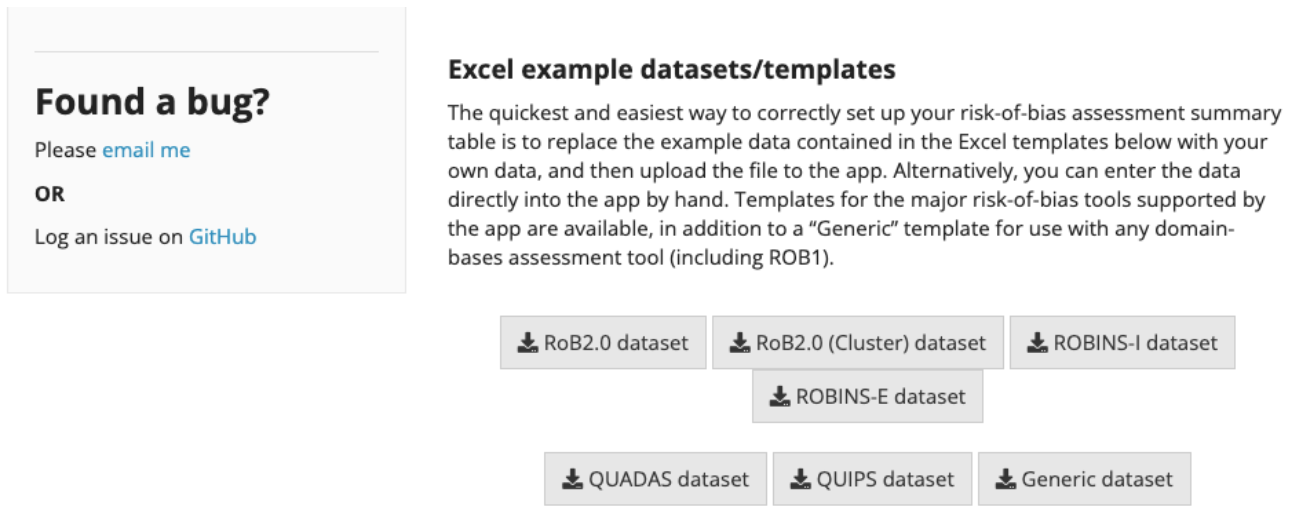 Found a bug?
Please email me
OR
Log an issue on GitHub
Excel example datasets/templates
The quickest and easiest way to correctly set up your risk-of-bias assessment summary
table is to replace the example data contained in the Excel templates below with your
own data, and then upload the file to the app. Alternatively, you can enter the data
directly into the app by hand. Templates for the major risk-of-bias tools supported by
the app are available, in addition to a “Generic” template for use with any domain-
bases assessment tool (including ROB1).
RoB2.0 dataset RoB2.0 (Cluster) dataset ROBINS-I dataset
ROBINS-E dataset
QUADAS dataset QUIPS dataset Generic dataset